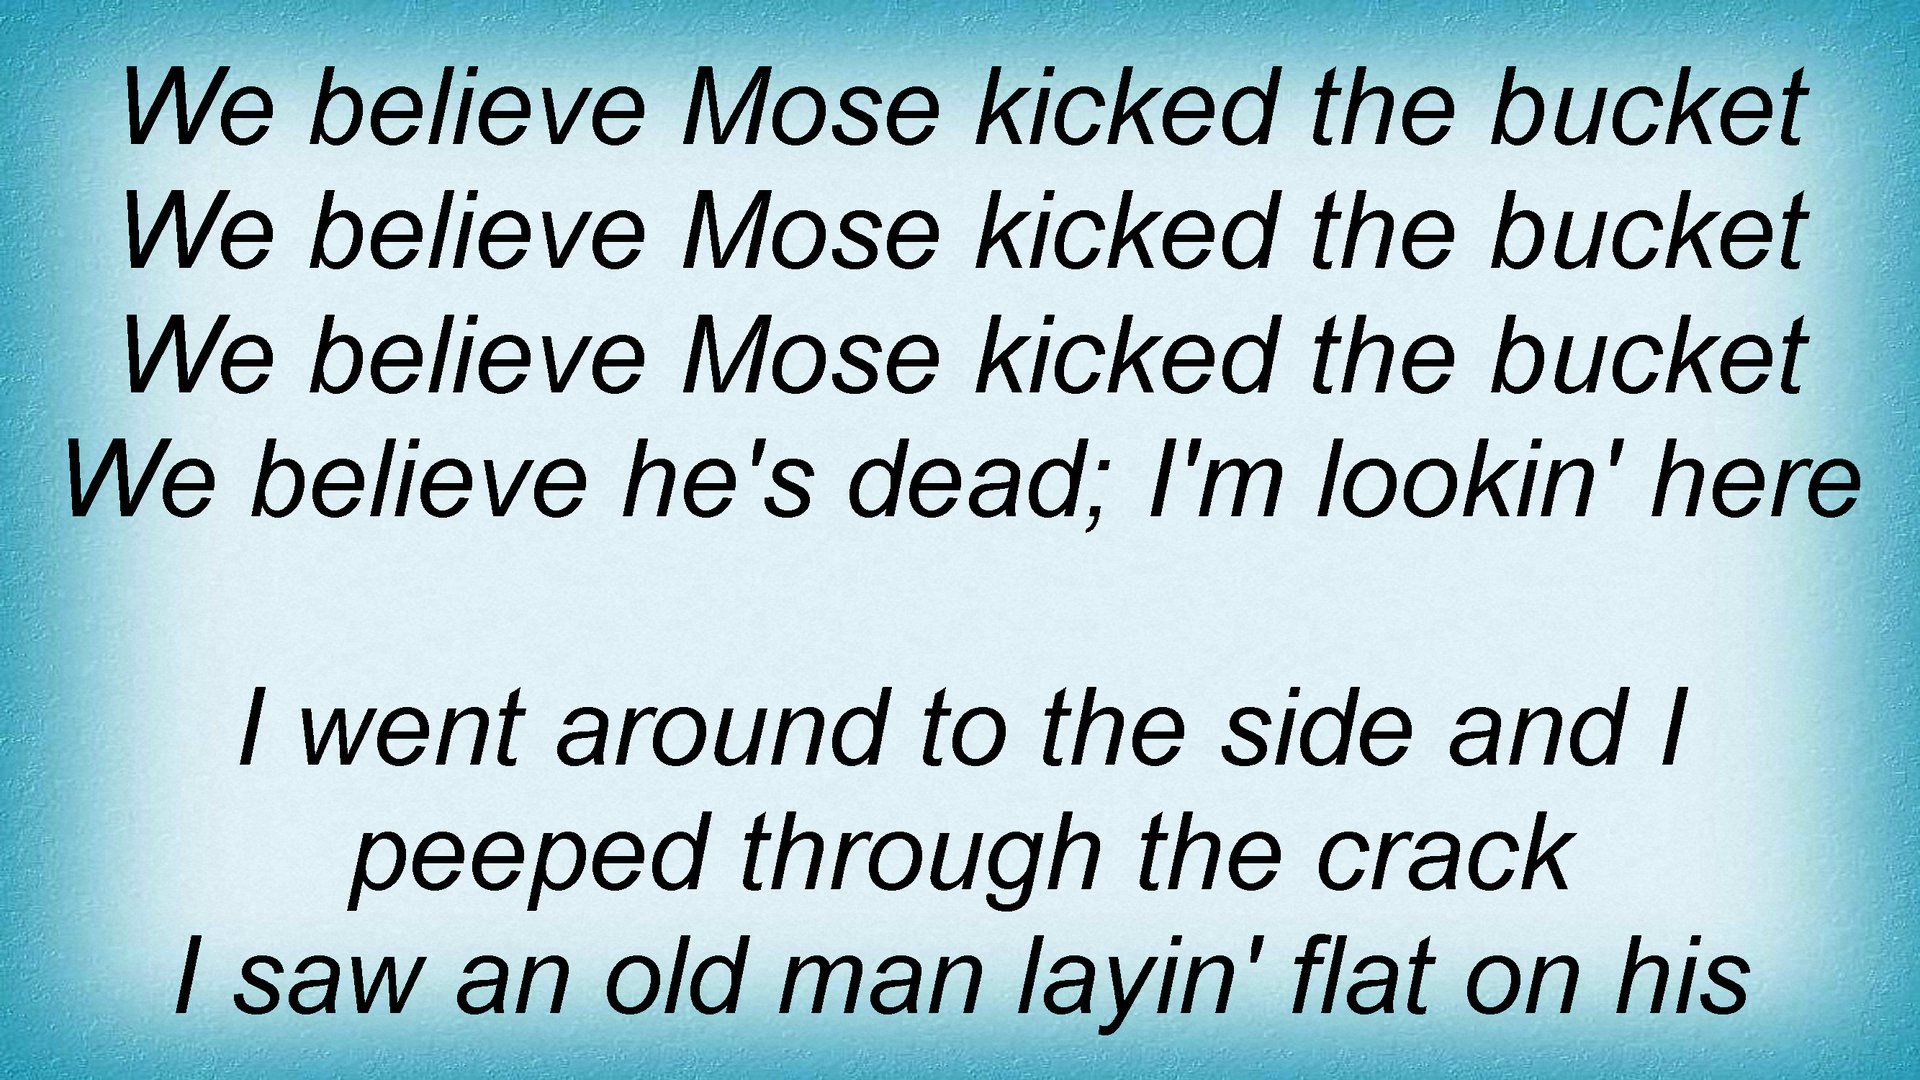 We believe Mose kicked the bucket
We believe Mose kicked the bucket
We believe Mose kicked the bucket
We believe he's dead; I'm lookin' here
I went around to the side and I
peeped through the crack
I saw an old man layin' flat on his